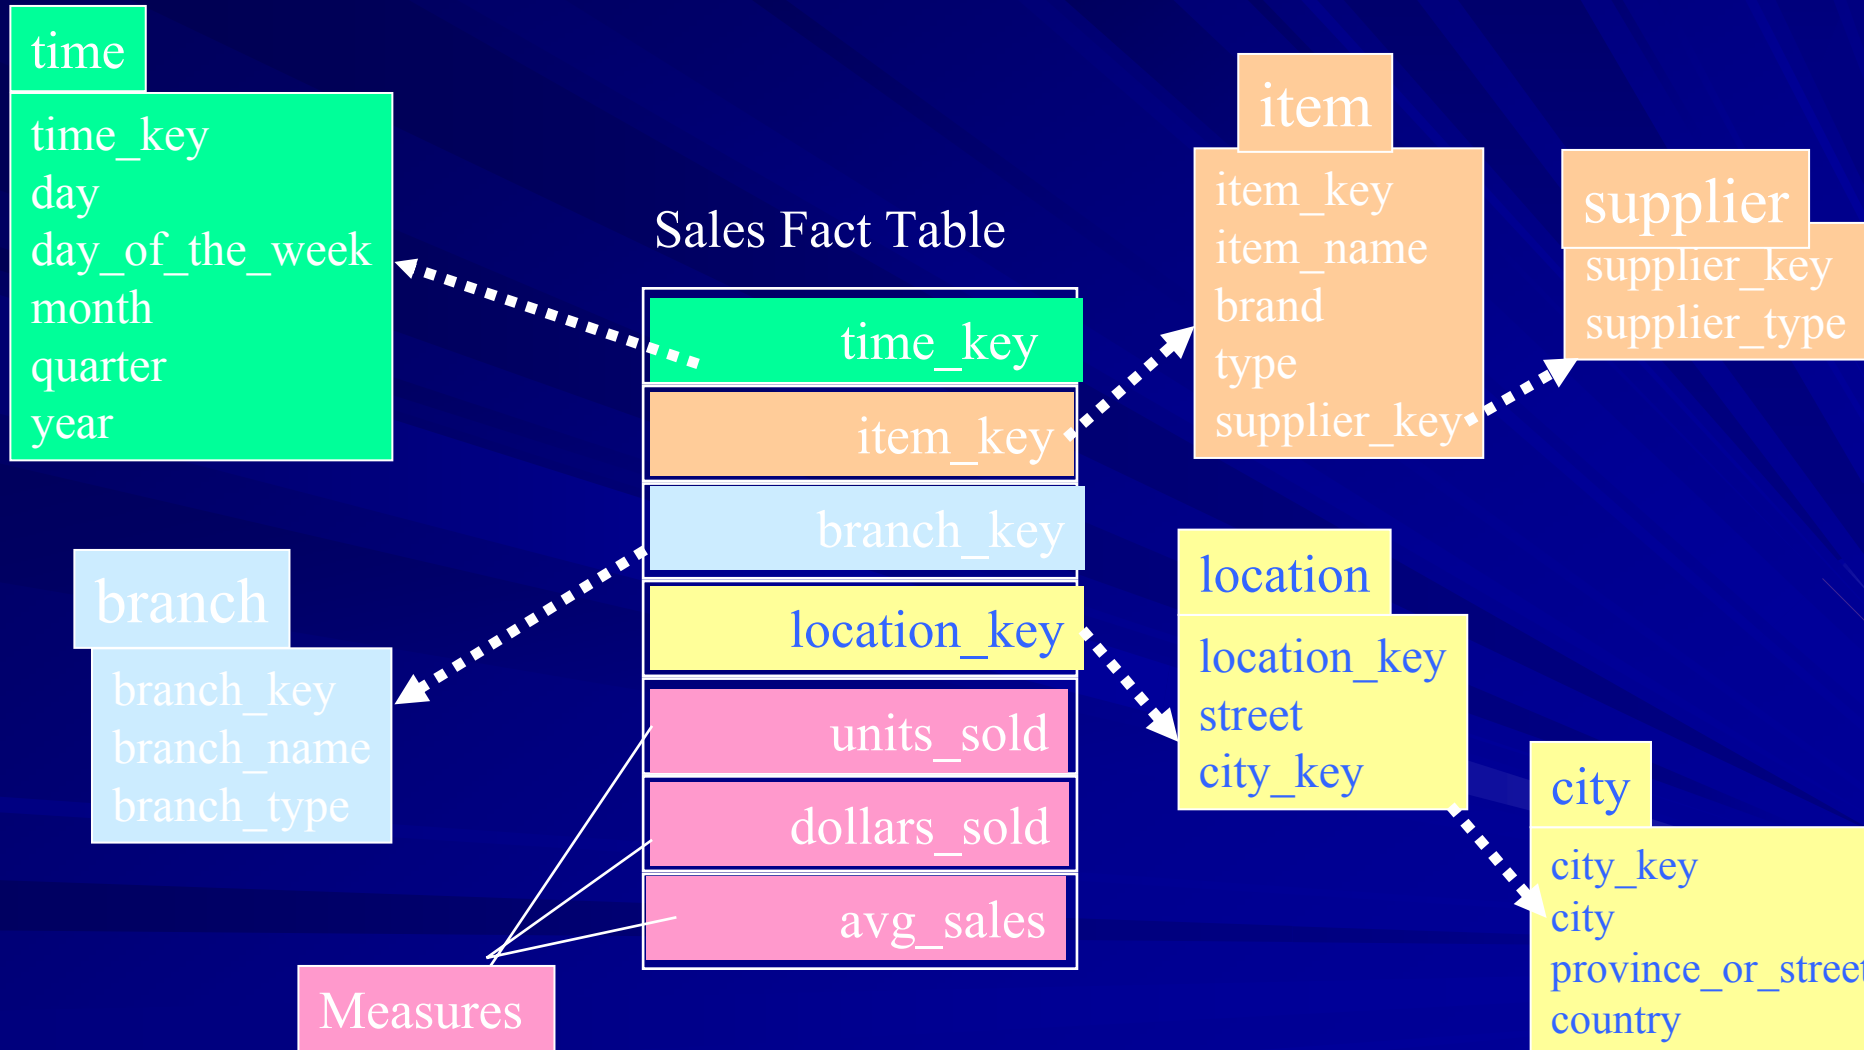 time
time_key
day
day_of_the_week
month
quarter
year
Sales Fact Table
time_key
item_key
branch_key
location_key
units_sold
dollars_sold
avg_sales
Measures
branch
branch_key
branch_name
branch_type
item
item_key
item_name
brand
type
supplier_key
supplier
supplier_key
supplier_type
location
location_key
street
city_key
city
city_key
city
province_or_street
country